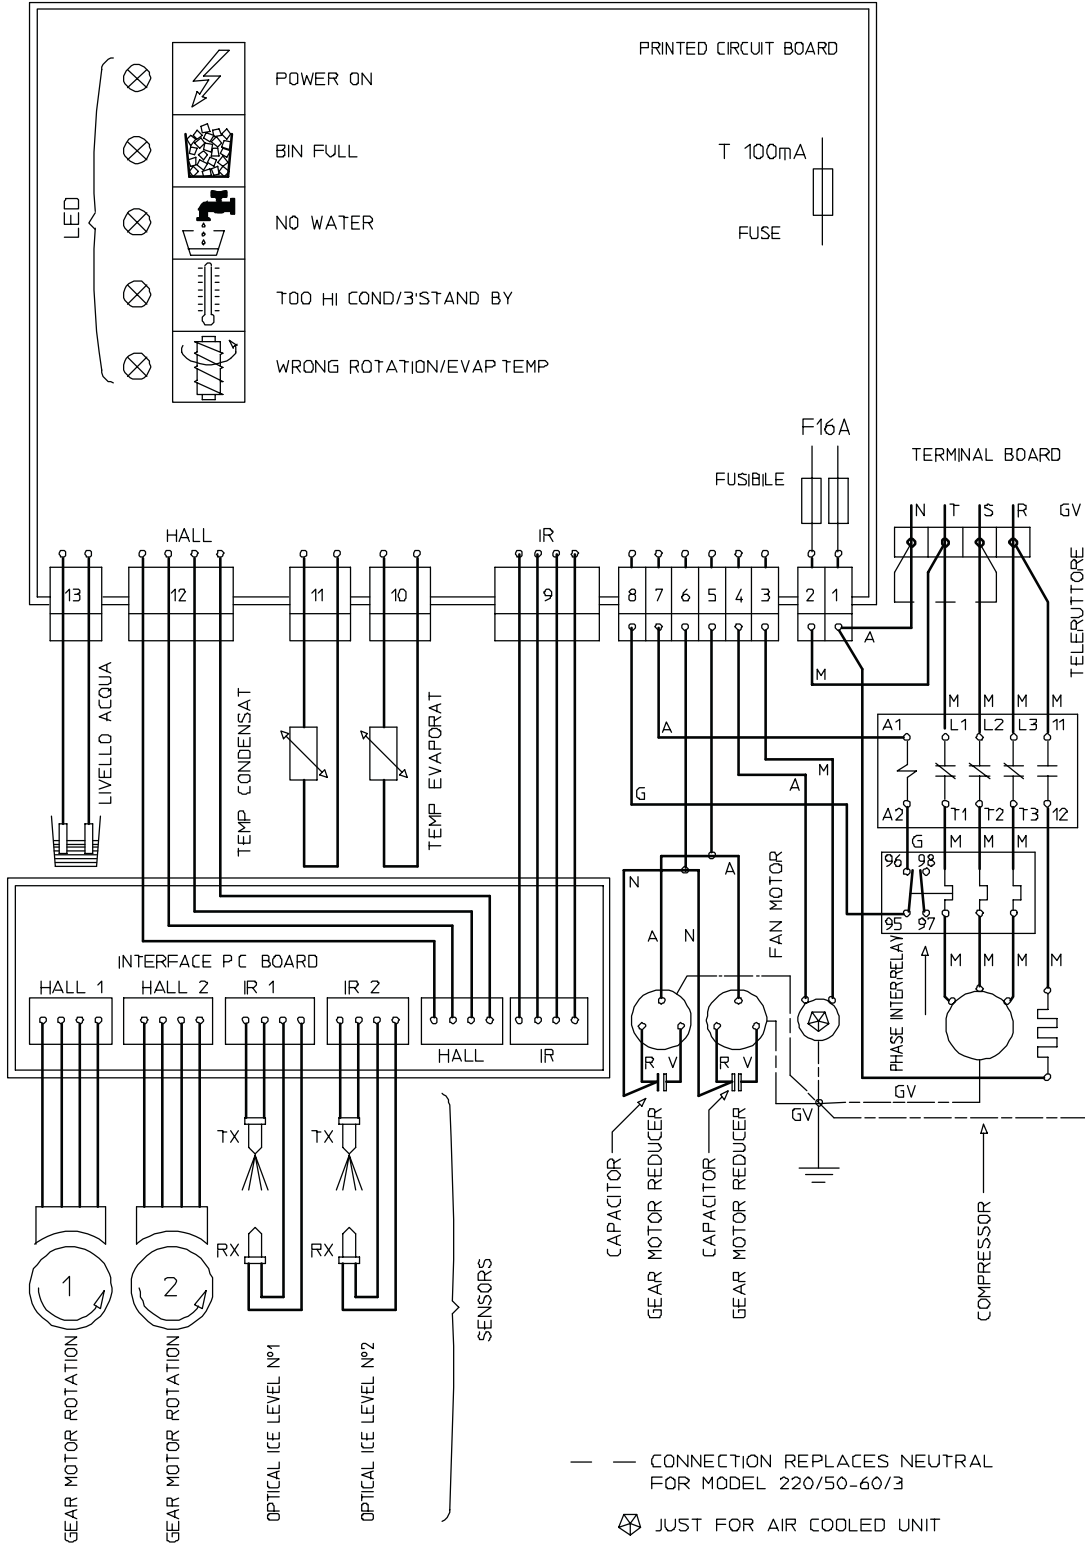 PRINTED CIRCUIT BOARD
LED
POWER ON
BIN FULL
NO WATER
TOO HI COND/3'STAND BY
WRONG ROTATION/EVAP TEMP
T 100mA
FUSE
F16A
FUSIBILE
TERMINAL BOARD
N T S R GV
TELERUTTORE
HALL
IR
13 12 11 10 9 8 7 6 5 4 3 2 1
A
M
LIVELLO ACQUA
TEMP CONDENSAT
TEMP EVAPORAT
M M M M
A1 L1 L2 L3 11
A
M
A
G
A2 T1 T2 T3 12
G M M M
96 98
95 97
N
A
A
N
FAN MOTOR
PHASE INTERRELAY
M M M M
INTERFACE PC BOARD
HALL 1
HALL 2
IR 1
IR 2
HALL
IR
R V
R V
GV
GV
TX
TX
RX
RX
1
2
CAPACITOR
GEAR MOTOR REDUCER
CAPACITOR
GEAR MOTOR REDUCER
COMPRESSOR
SENSORS
GEAR MOTOR ROTATION
GEAR MOTOR ROTATION
OPTICAL ICE LEVEL Nº1
OPTICAL ICE LEVEL Nº2
CONNECTION REPLACES NEUTRAL
FOR MODEL 220/50-60/3
JUST FOR AIR COOLED UNIT